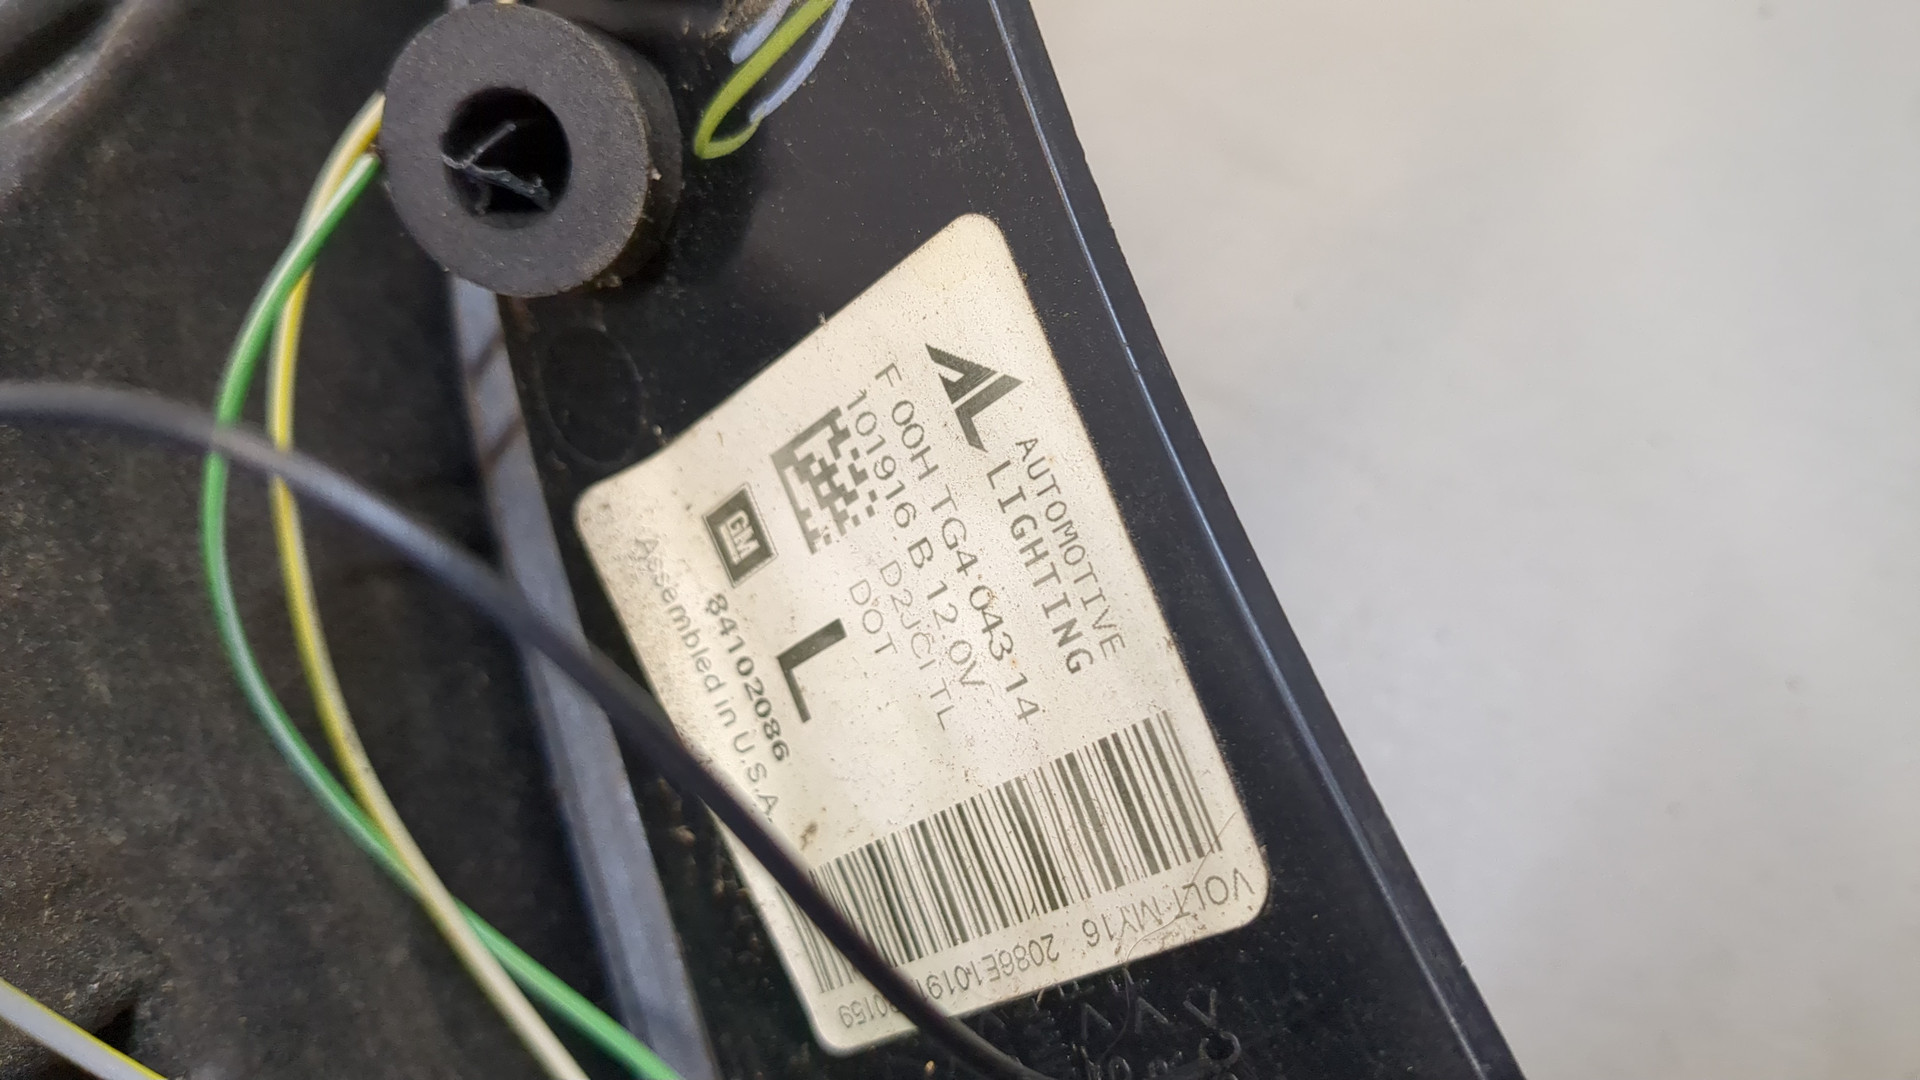 AL AUTOMOTIVE
LIGHTING
F 00H TG4 043 14
101916 B 12.0V
D2JCI TL
DOT
L
GM 84102086
Assembled in U.S.A
VOLT MY16 2086E10191 0159